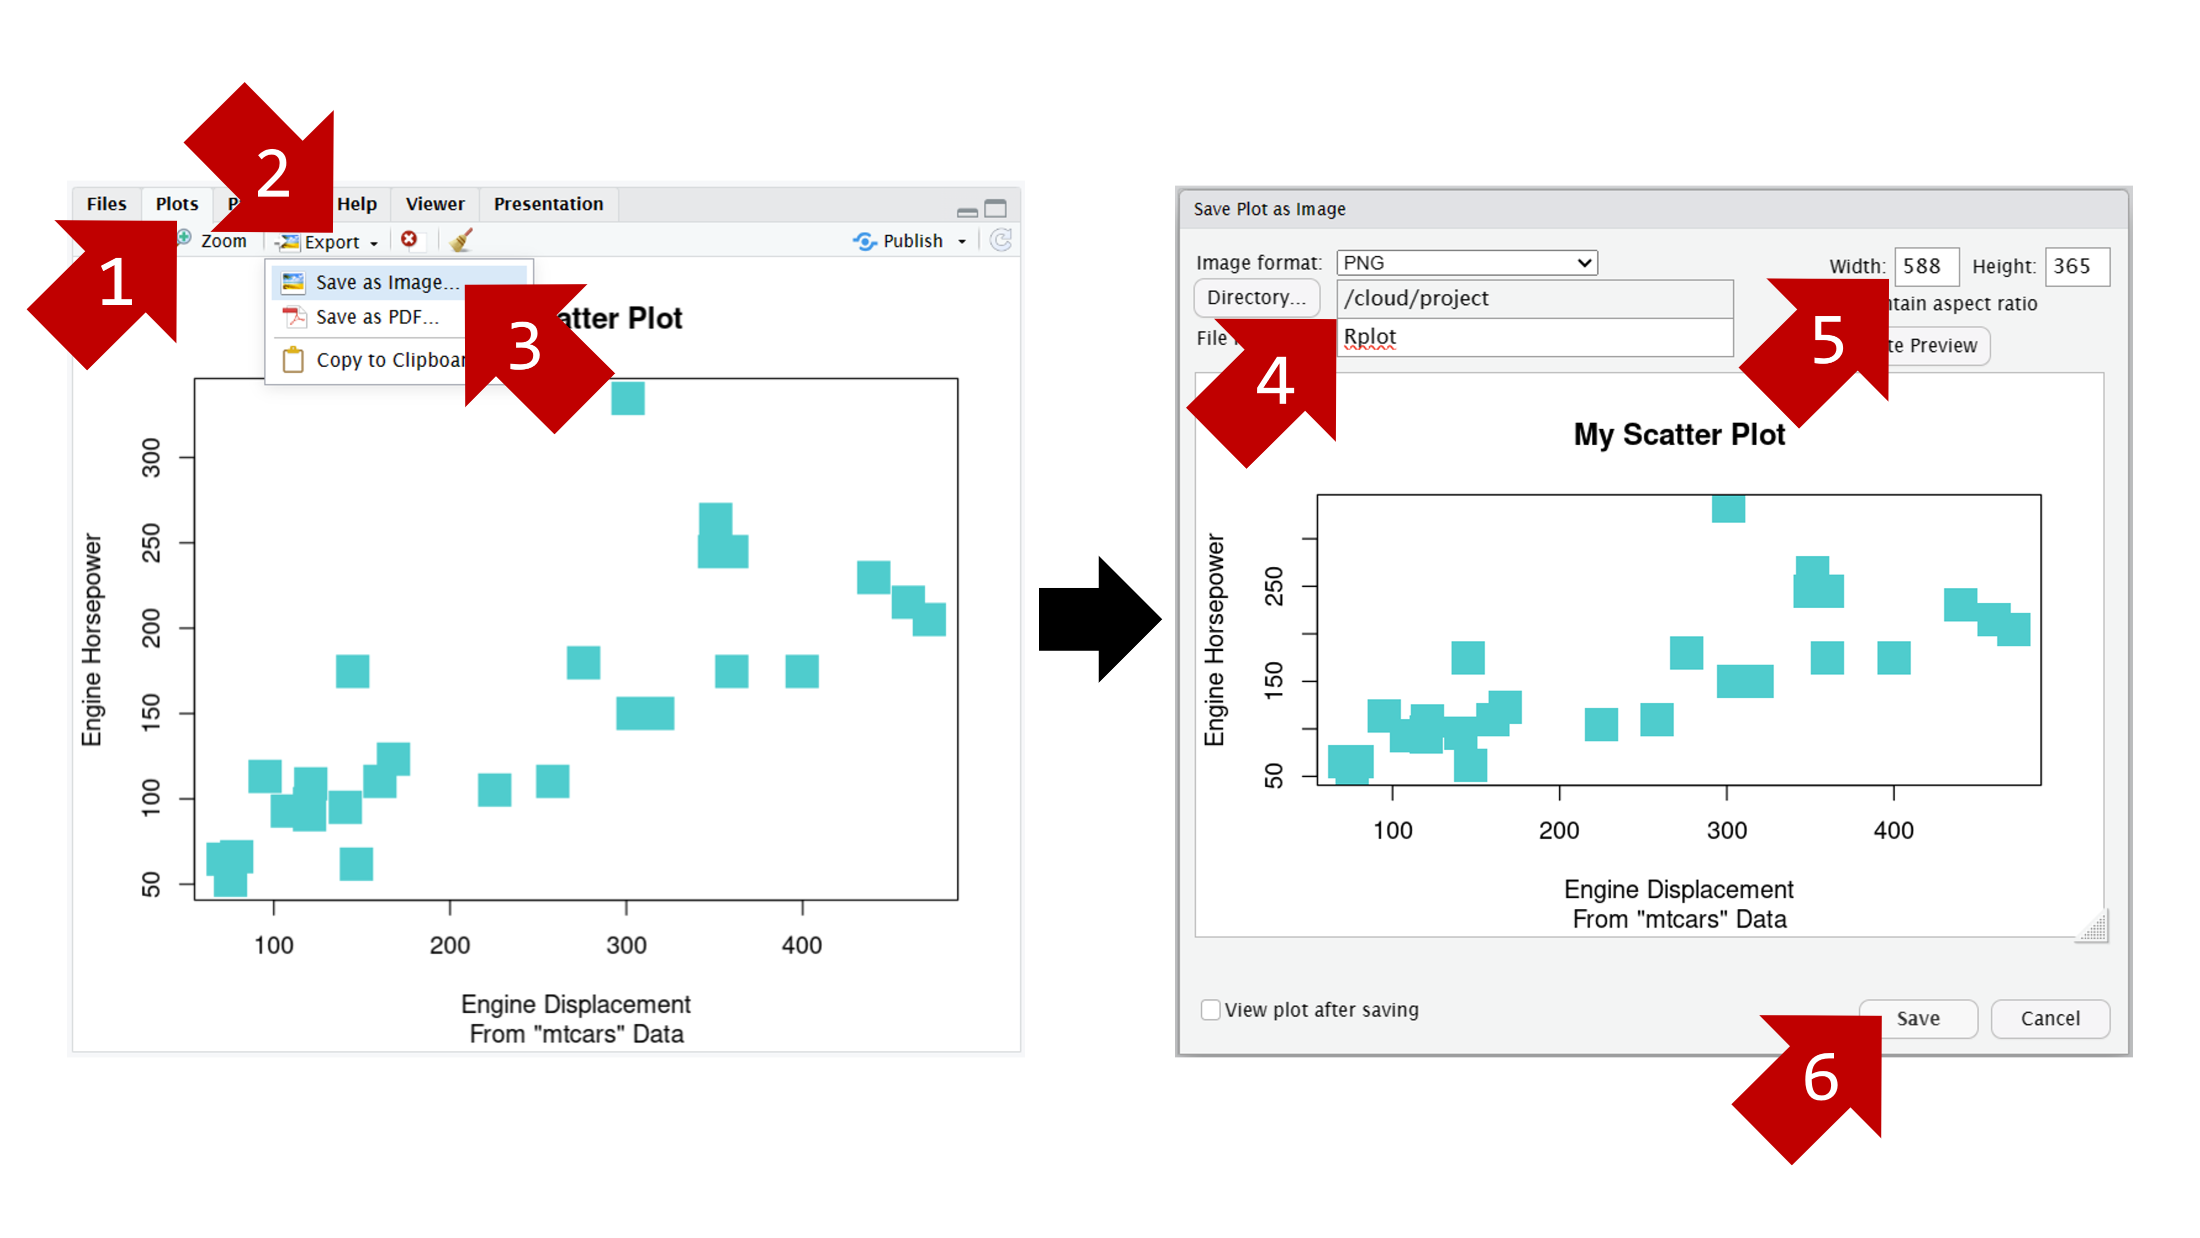 2
Files Plots P Help Viewer Presentation
Zoom Export Publish
1
Save as Image...
Save as PDF...
Copy to Clipboar
3
atter Plot
300
250
200
150
100
50
Engine Horsepower
100 200 300 400
Engine Displacement
From "mtcars" Data
Save Plot as Image
Image format: PNG
Width: 588 Height: 365
Directory... /cloud/project
ntain aspect ratio
File Rplot
te Preview
4
5
My Scatter Plot
250
150
50
Engine Horsepower
100 200 300 400
Engine Displacement
From "mtcars" Data
View plot after saving
Save Cancel
6